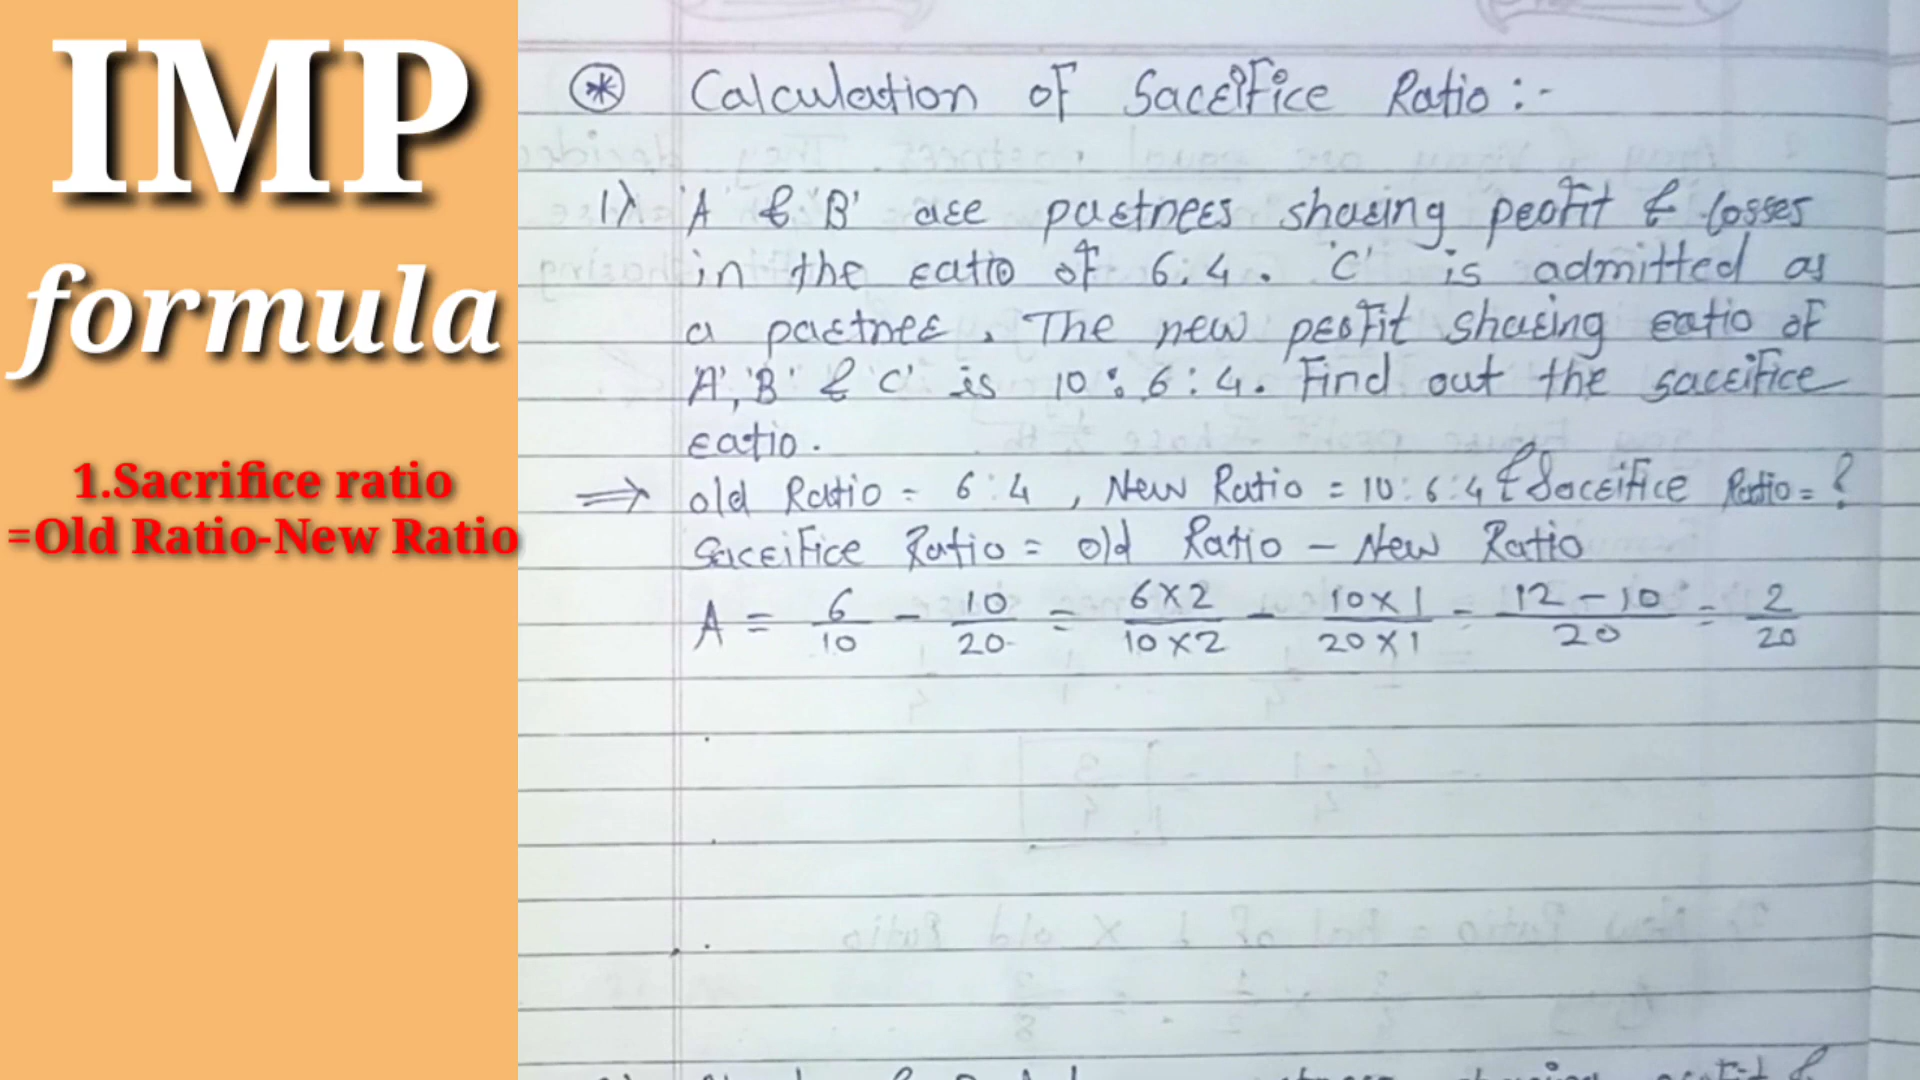 IMP
formula
1.Sacrifice ratio
=Old Ratio-New Ratio
* Calculation of Sacrifice Ratio :-
1) 'A' & 'B' are partners sharing profit & losses
in the ratio of 6:4. 'C' is admitted as
a partner. The new profit sharing ratio of
'A', 'B' & 'C' is 10:6:4. Find out the sacrifice
ratio.
⇒ old Ratio = 6:4, New Ratio = 10:6:4 & Sacrifice Ratio = ?
Sacrifice Ratio = old Ratio - New Ratio
A = 6/10 - 10/20 = 6×2/10×2 - 10×1/20×1 = 12-10/20 = 2/20